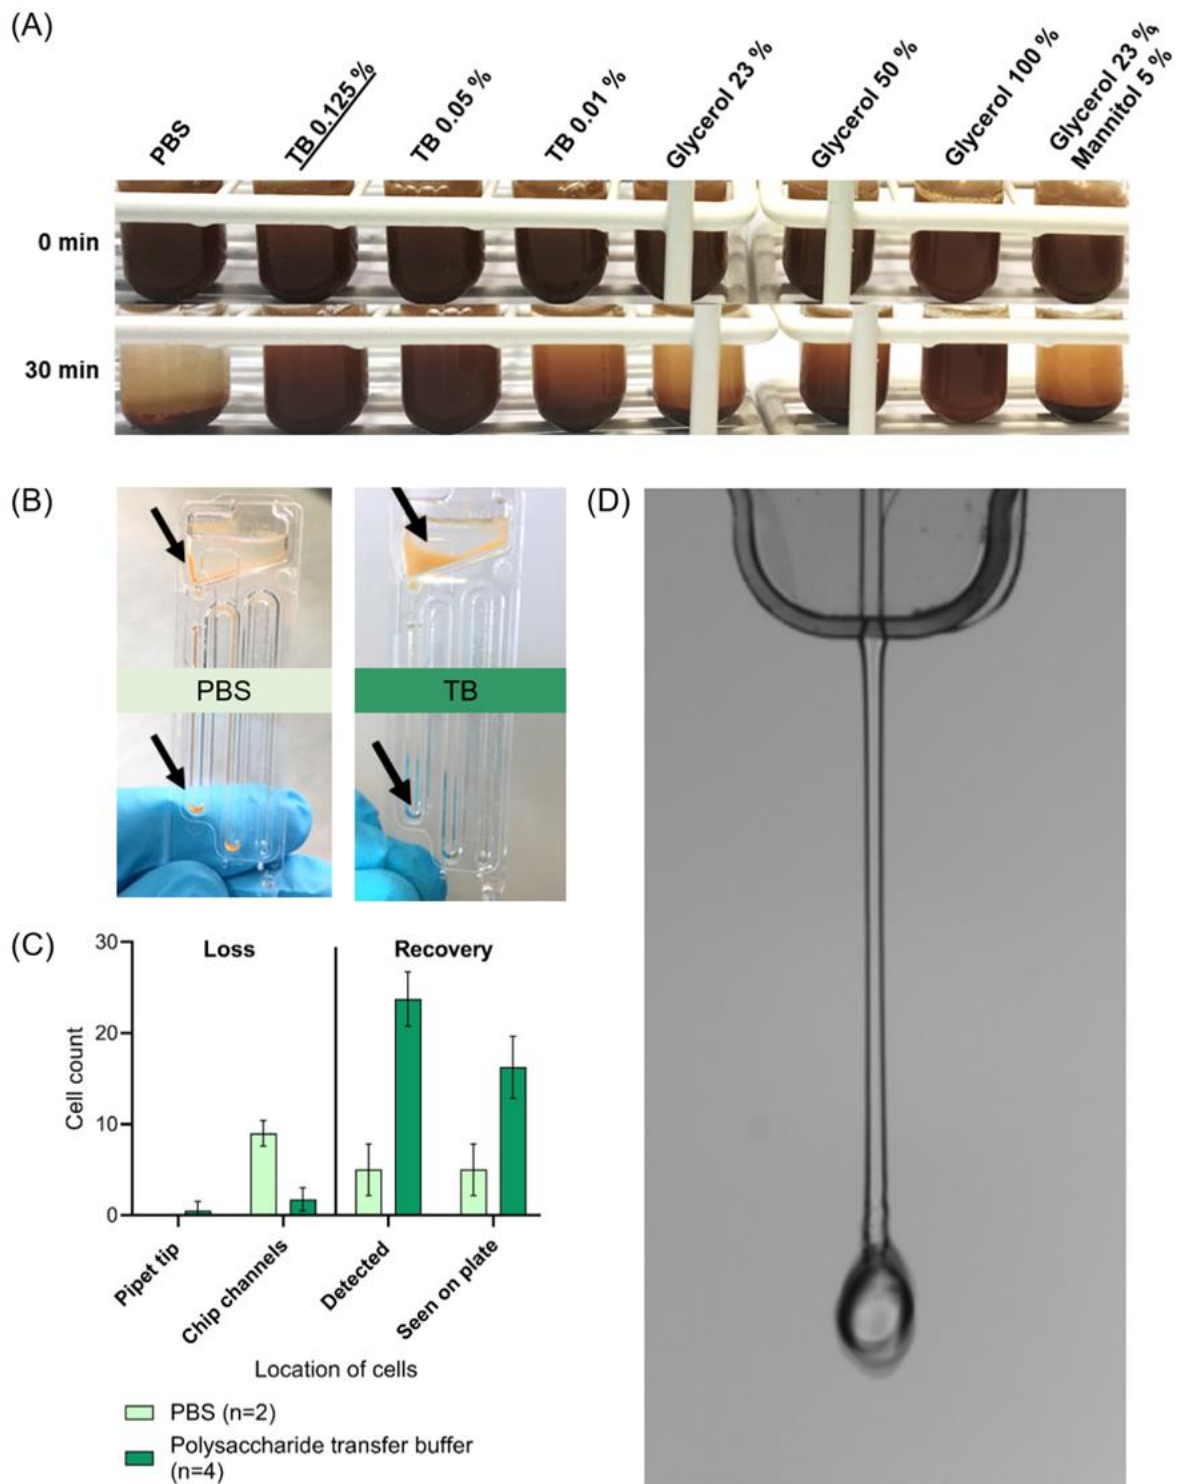 (A)
PBS
TB 0.125 %
TB 0.05 %
TB 0.01 %
Glycerol 23 %
Glycerol 50 %
Glycerol 100 %
Glycerol 23 %,
Mannitol 5 %
0 min
30 min
(B)
PBS
TB
(C)
Loss
Recovery
Cell count
30
20
10
0
Pipet tip
Chip channels
Detected
Seen on plate
Location of cells
PBS (n=2)
Polysaccharide transfer buffer
(n=4)
(D)